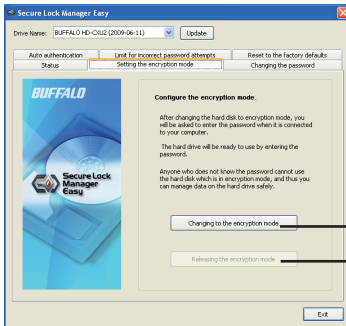 Secure Lock Manager Easy
Drive Name: BUFFALO HD-CXU2 (2009-06-11) Update
Auto authentication Limit for incorrect password attempts Reset to the factory defaults
Status Setting the encryption mode Changing the password
BUFFALO
Secure Lock
Manager
Easy
Configure the encryption mode.
After changing the hard disk to encryption mode, you
will be asked to enter the password when it is connected
to your computer.
The hard drive will be ready to use by entering the
password.
Anyone who does not know the password cannot use
the hard disk which is in encryption mode, and thus you
can manage data on the hard drive safely.
Changing to the encryption mode
Releasing the encryption mode
Exit